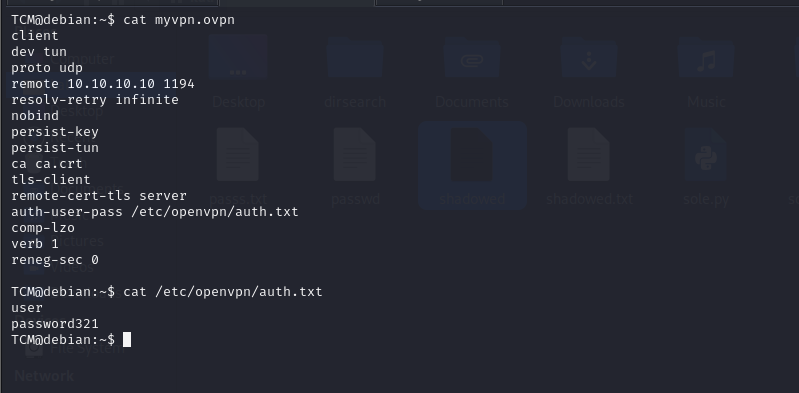 TCM@debian:~$ cat myvpn.ovpn
client
dev tun
proto udp
remote 10.10.10.10 1194
resolv-retry infinite
nobind
persist-key
persist-tun
ca ca.crt
tls-client
remote-cert-tls server
auth-user-pass /etc/openvpn/auth.txt
comp-lzo
verb 1
reneg-sec 0
TCM@debian:~$ cat /etc/openvpn/auth.txt
user
password321
TCM@debian:~$
Desktop
dirsearch
Documents
Downloads
Music
passwd
shadowed
shadowed.txt
sole.py
Network